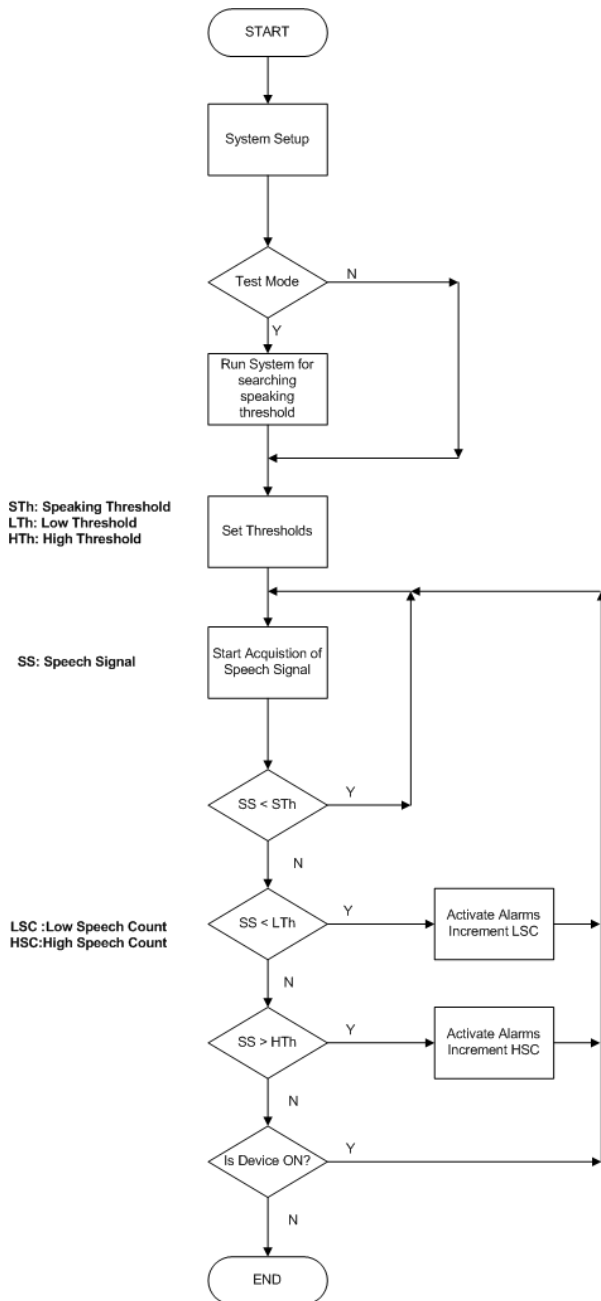 START
System Setup
Test Mode
N
Y
Run System for
searching
speaking
threshold
STh: Speaking Threshold
LTh: Low Threshold
HTh: High Threshold
Set Thresholds
SS: Speech Signal
Start Acquistion of
Speech Signal
SS < STh
Y
N
LSC :Low Speech Count
HSC:High Speech Count
SS < LTh
Y
Activate Alarms
Increment LSC
N
SS > HTh
Y
Activate Alarms
Increment HSC
N
Is Device ON?
Y
N
END